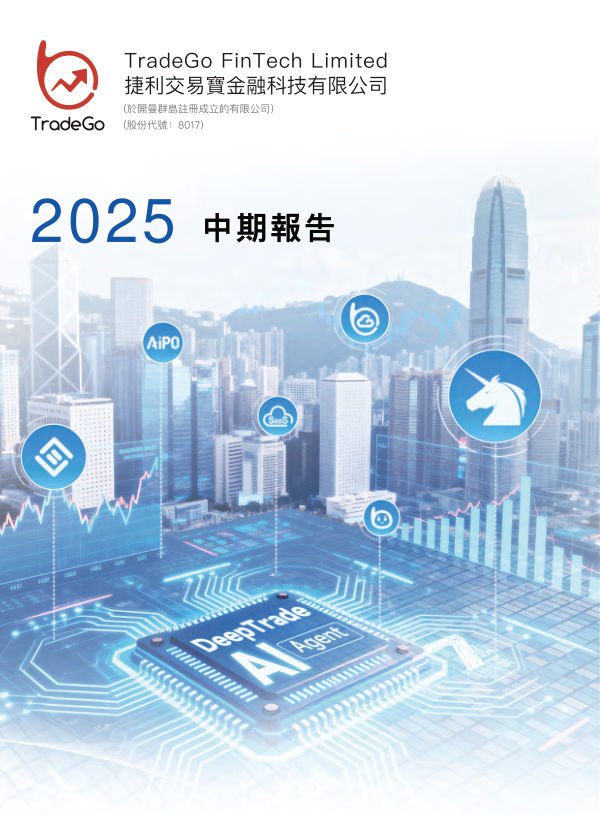 TradeGo FinTech Limited
捷利交易寶金融科技有限公司
(於開曼群島註冊成立的有限公司)
(股份代號：8017)
TradeGo
2025 中期報告
AiPO
SaaS
DeepTrade
AI Agent